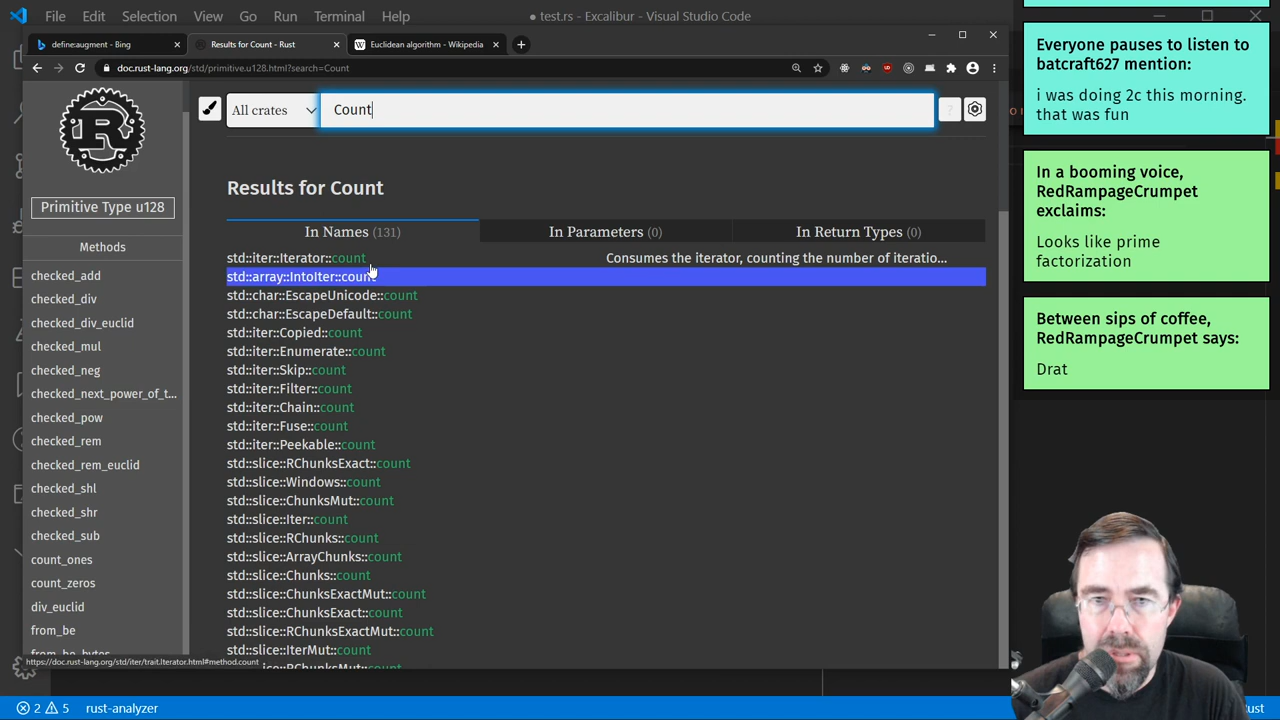 File Edit Selection View Go Run Terminal Help
● test.rs - Excalibur - Visual Studio Code
define:augment - Bing
Results for Count - Rust
Euclidean algorithm - Wikipedia
doc.rust-lang.org/std/primitive.u128.html?search=Count
All crates
Count
Primitive Type u128
Methods
checked_add
checked_div
checked_div_euclid
checked_mul
checked_neg
checked_next_power_of_t...
checked_pow
checked_rem
checked_rem_euclid
checked_shl
checked_shr
checked_sub
count_ones
count_zeros
div_euclid
from_be
from_be_bytes
Results for Count
In Names (131)
In Parameters (0)
In Return Types (0)
std::iter::Iterator::count
Consumes the iterator, counting the number of iteratio...
std::array::IntoIter::count
std::char::EscapeUnicode::count
std::char::EscapeDefault::count
std::iter::Copied::count
std::iter::Enumerate::count
std::iter::Skip::count
std::iter::Filter::count
std::iter::Chain::count
std::iter::Fuse::count
std::iter::Peekable::count
std::slice::RChunksExact::count
std::slice::Windows::count
std::slice::ChunksMut::count
std::slice::Iter::count
std::slice::RChunks::count
std::slice::ArrayChunks::count
std::slice::Chunks::count
std::slice::ChunksExactMut::count
std::slice::ChunksExact::count
std::slice::RChunksExactMut::count
std::slice::IterMut::count
std::slice::RChunksMut::count
https://doc.rust-lang.org/std/iter/trait.Iterator.html#method.count
2 5 rust-analyzer
Rust
Everyone pauses to listen to
batcraft627 mention:
i was doing 2c this morning.
that was fun
In a booming voice,
RedRampageCrumpet
exclaims:
Looks like prime
factorization
Between sips of coffee,
RedRampageCrumpet says:
Drat